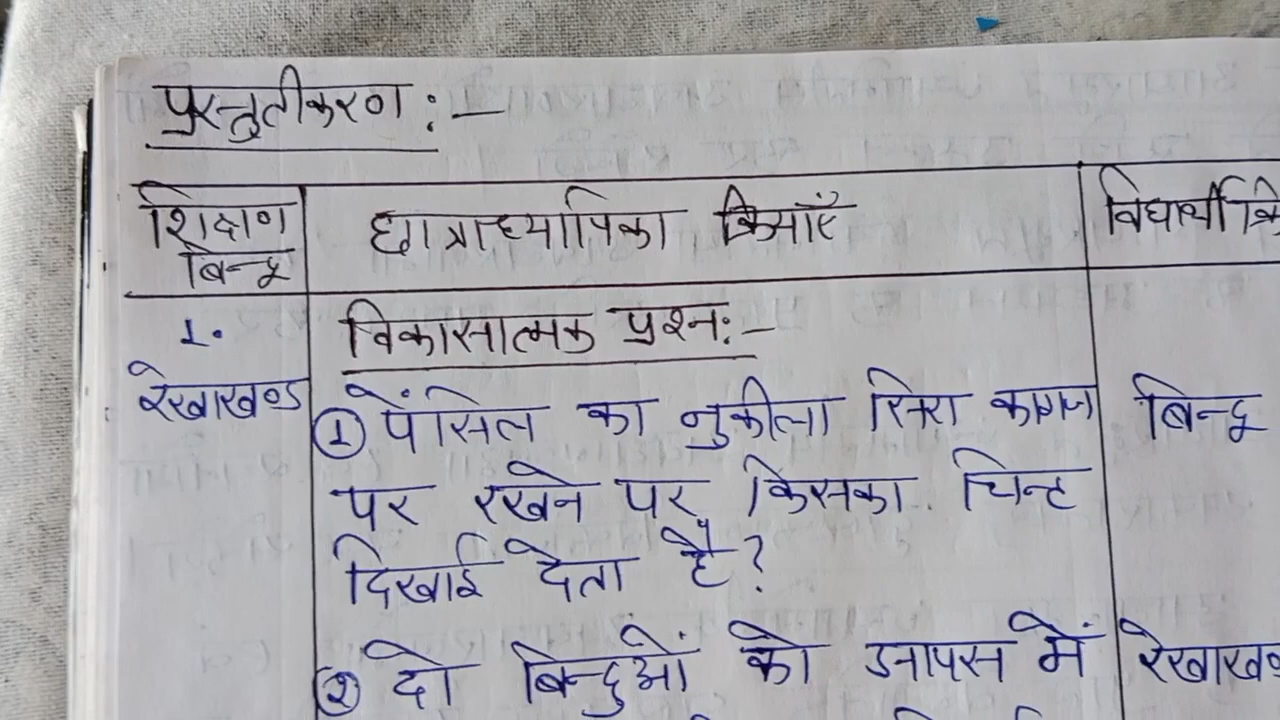 प्रस्तुतीकरण :—
शिक्षण बिन्दू
छात्राध्यापिका क्रियाएँ
विद्यार्थी क्रि
1.
रेखाखण्ड
विकासात्मक प्रश्न:—
① पेंसिल का नुकीला सिरा कागज
बिन्दू
पर रखने पर किसका चिन्ह
दिखाई देता है?
② दो बिन्दुओं को आपस में
रेखाखण